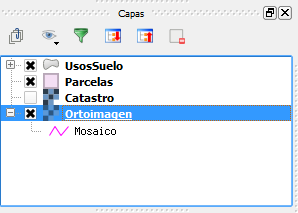 Capas
UsosSuelo
Parcelas
Catastro
Ortoimagen
Mosaico